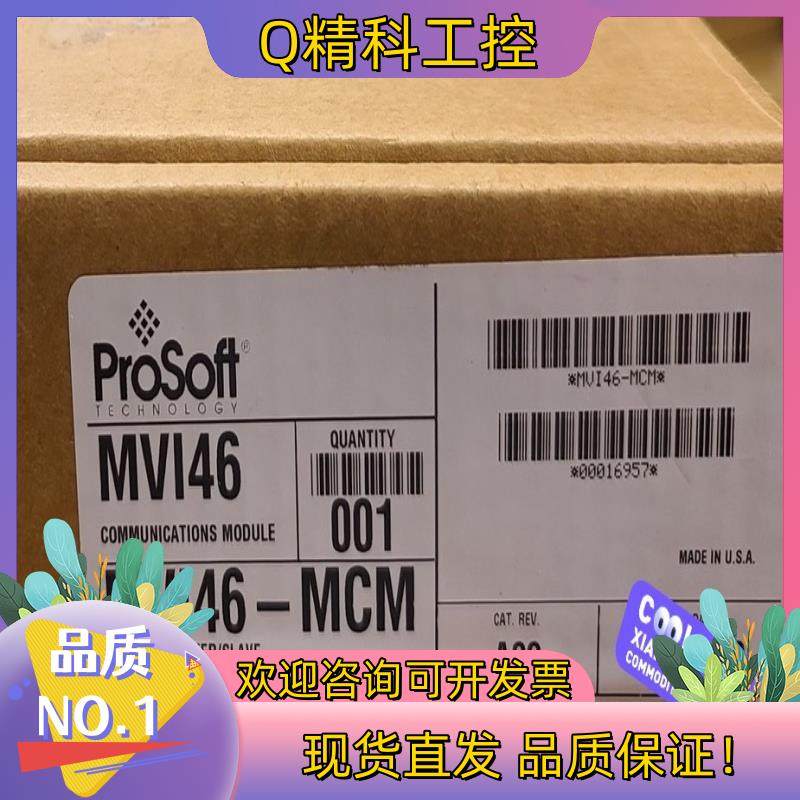 Q精科工控
ProSoft
TECHNOLOGY
MVI46
COMMUNICATIONS MODULE
QUANTITY
001
46-MCM
*MVI46-MCM*
*00016957*
MADE IN U.S.A.
CAT. REV.
COOL
品质
NO.1
欢迎咨询可开发票
现货直发 品质保证!